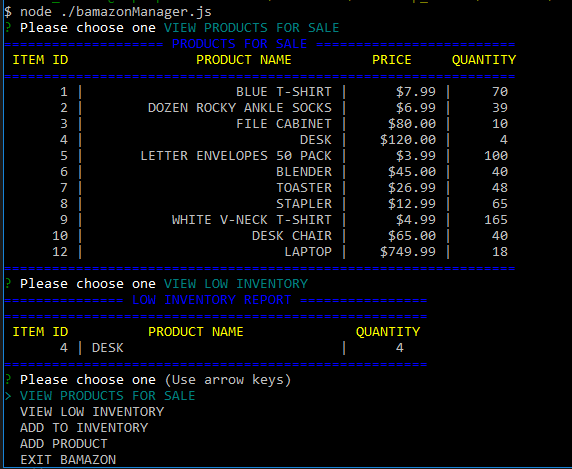 $ node ./bamazonManager.js
? Please choose one VIEW PRODUCTS FOR SALE
==================== PRODUCTS FOR SALE =========================
ITEM ID PRODUCT NAME PRICE QUANTITY
================================================================
1 | BLUE T-SHIRT | $7.99 | 70
2 | DOZEN ROCKY ANKLE SOCKS | $6.99 | 39
3 | FILE CABINET | $80.00 | 10
4 | DESK | $120.00 | 4
5 | LETTER ENVELOPES 50 PACK | $3.99 | 100
6 | BLENDER | $45.00 | 40
7 | TOASTER | $26.99 | 48
8 | STAPLER | $12.99 | 65
9 | WHITE V-NECK T-SHIRT | $4.99 | 165
10 | DESK CHAIR | $65.00 | 40
12 | LAPTOP | $749.99 | 18
================================================================
? Please choose one VIEW LOW INVENTORY
=============== LOW INVENTORY REPORT ================
=====================================================
ITEM ID PRODUCT NAME QUANTITY
4 | DESK | 4
=====================================================
? Please choose one (Use arrow keys)
> VIEW PRODUCTS FOR SALE
VIEW LOW INVENTORY
ADD TO INVENTORY
ADD PRODUCT
EXIT BAMAZON